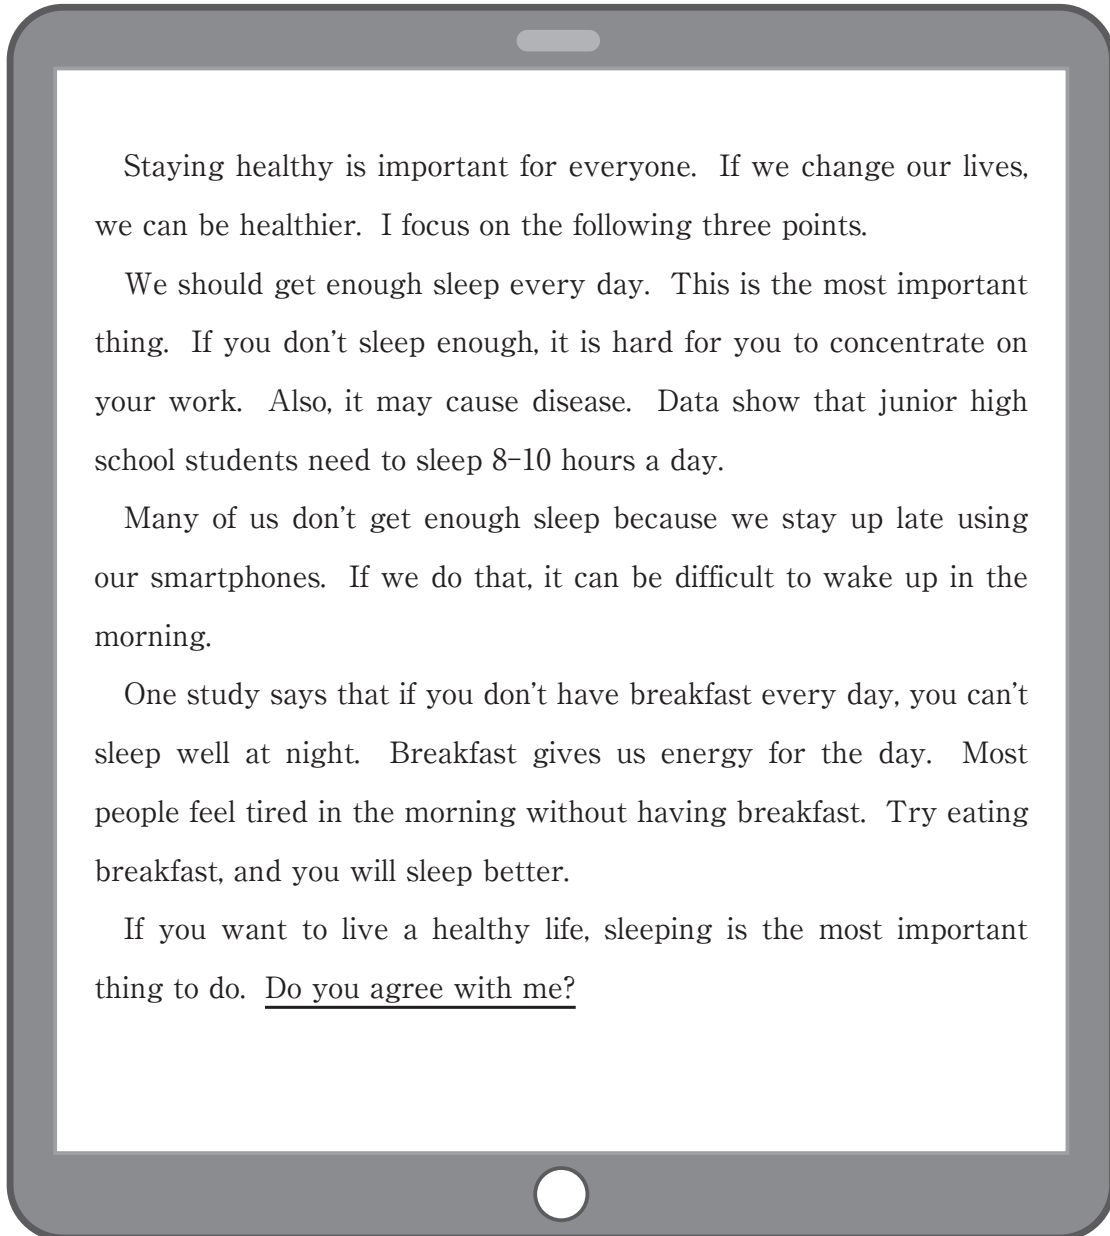 Staying healthy is important for everyone. If we change our lives,
we can be healthier. I focus on the following three points.
We should get enough sleep every day. This is the most important
thing. If you don't sleep enough, it is hard for you to concentrate on
your work. Also, it may cause disease. Data show that junior high
school students need to sleep 8-10 hours a day.
Many of us don't get enough sleep because we stay up late using
our smartphones. If we do that, it can be difficult to wake up in the
morning.
One study says that if you don't have breakfast every day, you can't
sleep well at night. Breakfast gives us energy for the day. Most
people feel tired in the morning without having breakfast. Try eating
breakfast, and you will sleep better.
If you want to live a healthy life, sleeping is the most important
thing to do. Do you agree with me?